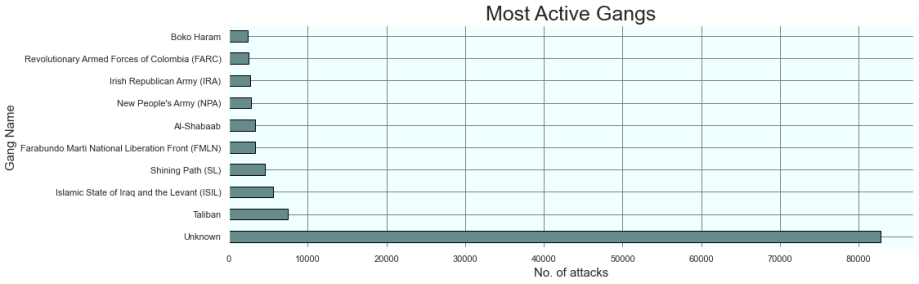 Most Active Gangs
Gang Name
Boko Haram
Revolutionary Armed Forces of Colombia (FARC)
Irish Republican Army (IRA)
New People's Army (NPA)
Al-Shabaab
Farabundo Marti National Liberation Front (FMLN)
Shining Path (SL)
Islamic State of Iraq and the Levant (ISIL)
Taliban
Unknown
0 10000 20000 30000 40000 50000 60000 70000 80000
No. of attacks